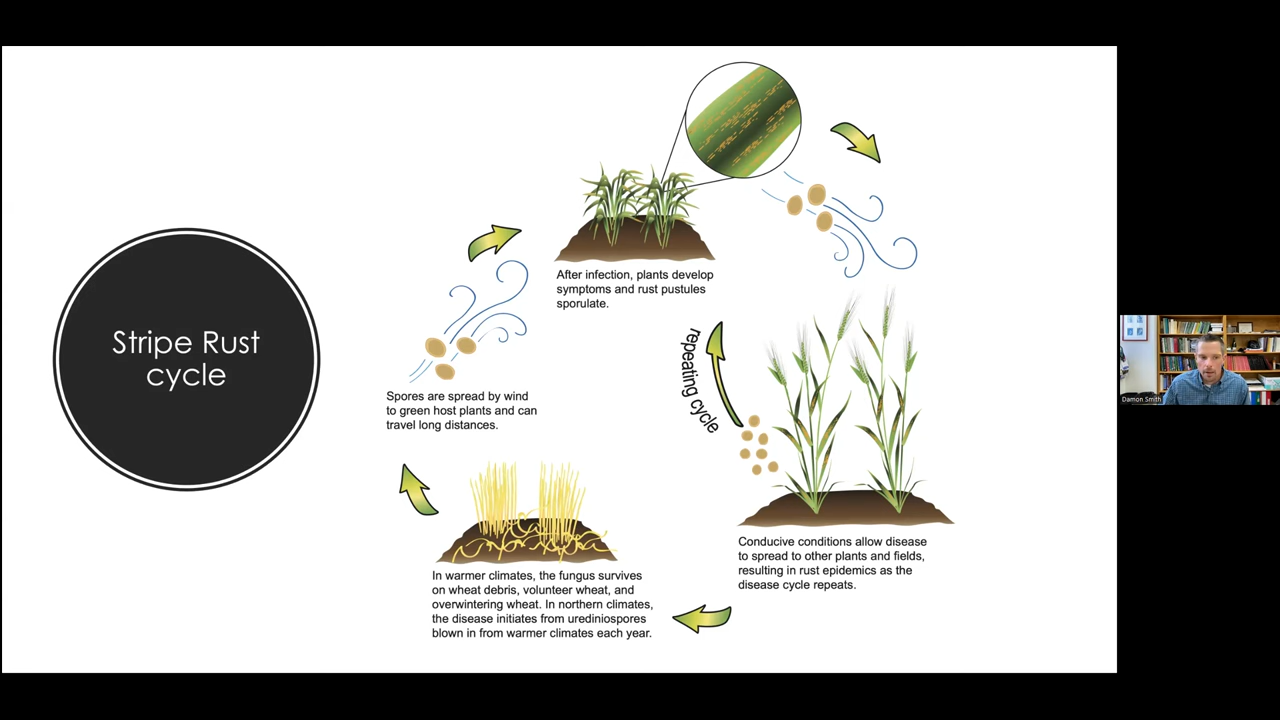 Stripe Rust
cycle
After infection, plants develop
symptoms and rust pustules
sporulate.
Spores are spread by wind
to green host plants and can
travel long distances.
repeating cycle
Conducive conditions allow disease
to spread to other plants and fields,
resulting in rust epidemics as the
disease cycle repeats.
In warmer climates, the fungus survives
on wheat debris, volunteer wheat, and
overwintering wheat. In northern climates,
the disease initiates from urediniospores
blown in from warmer climates each year.
Damon Smith